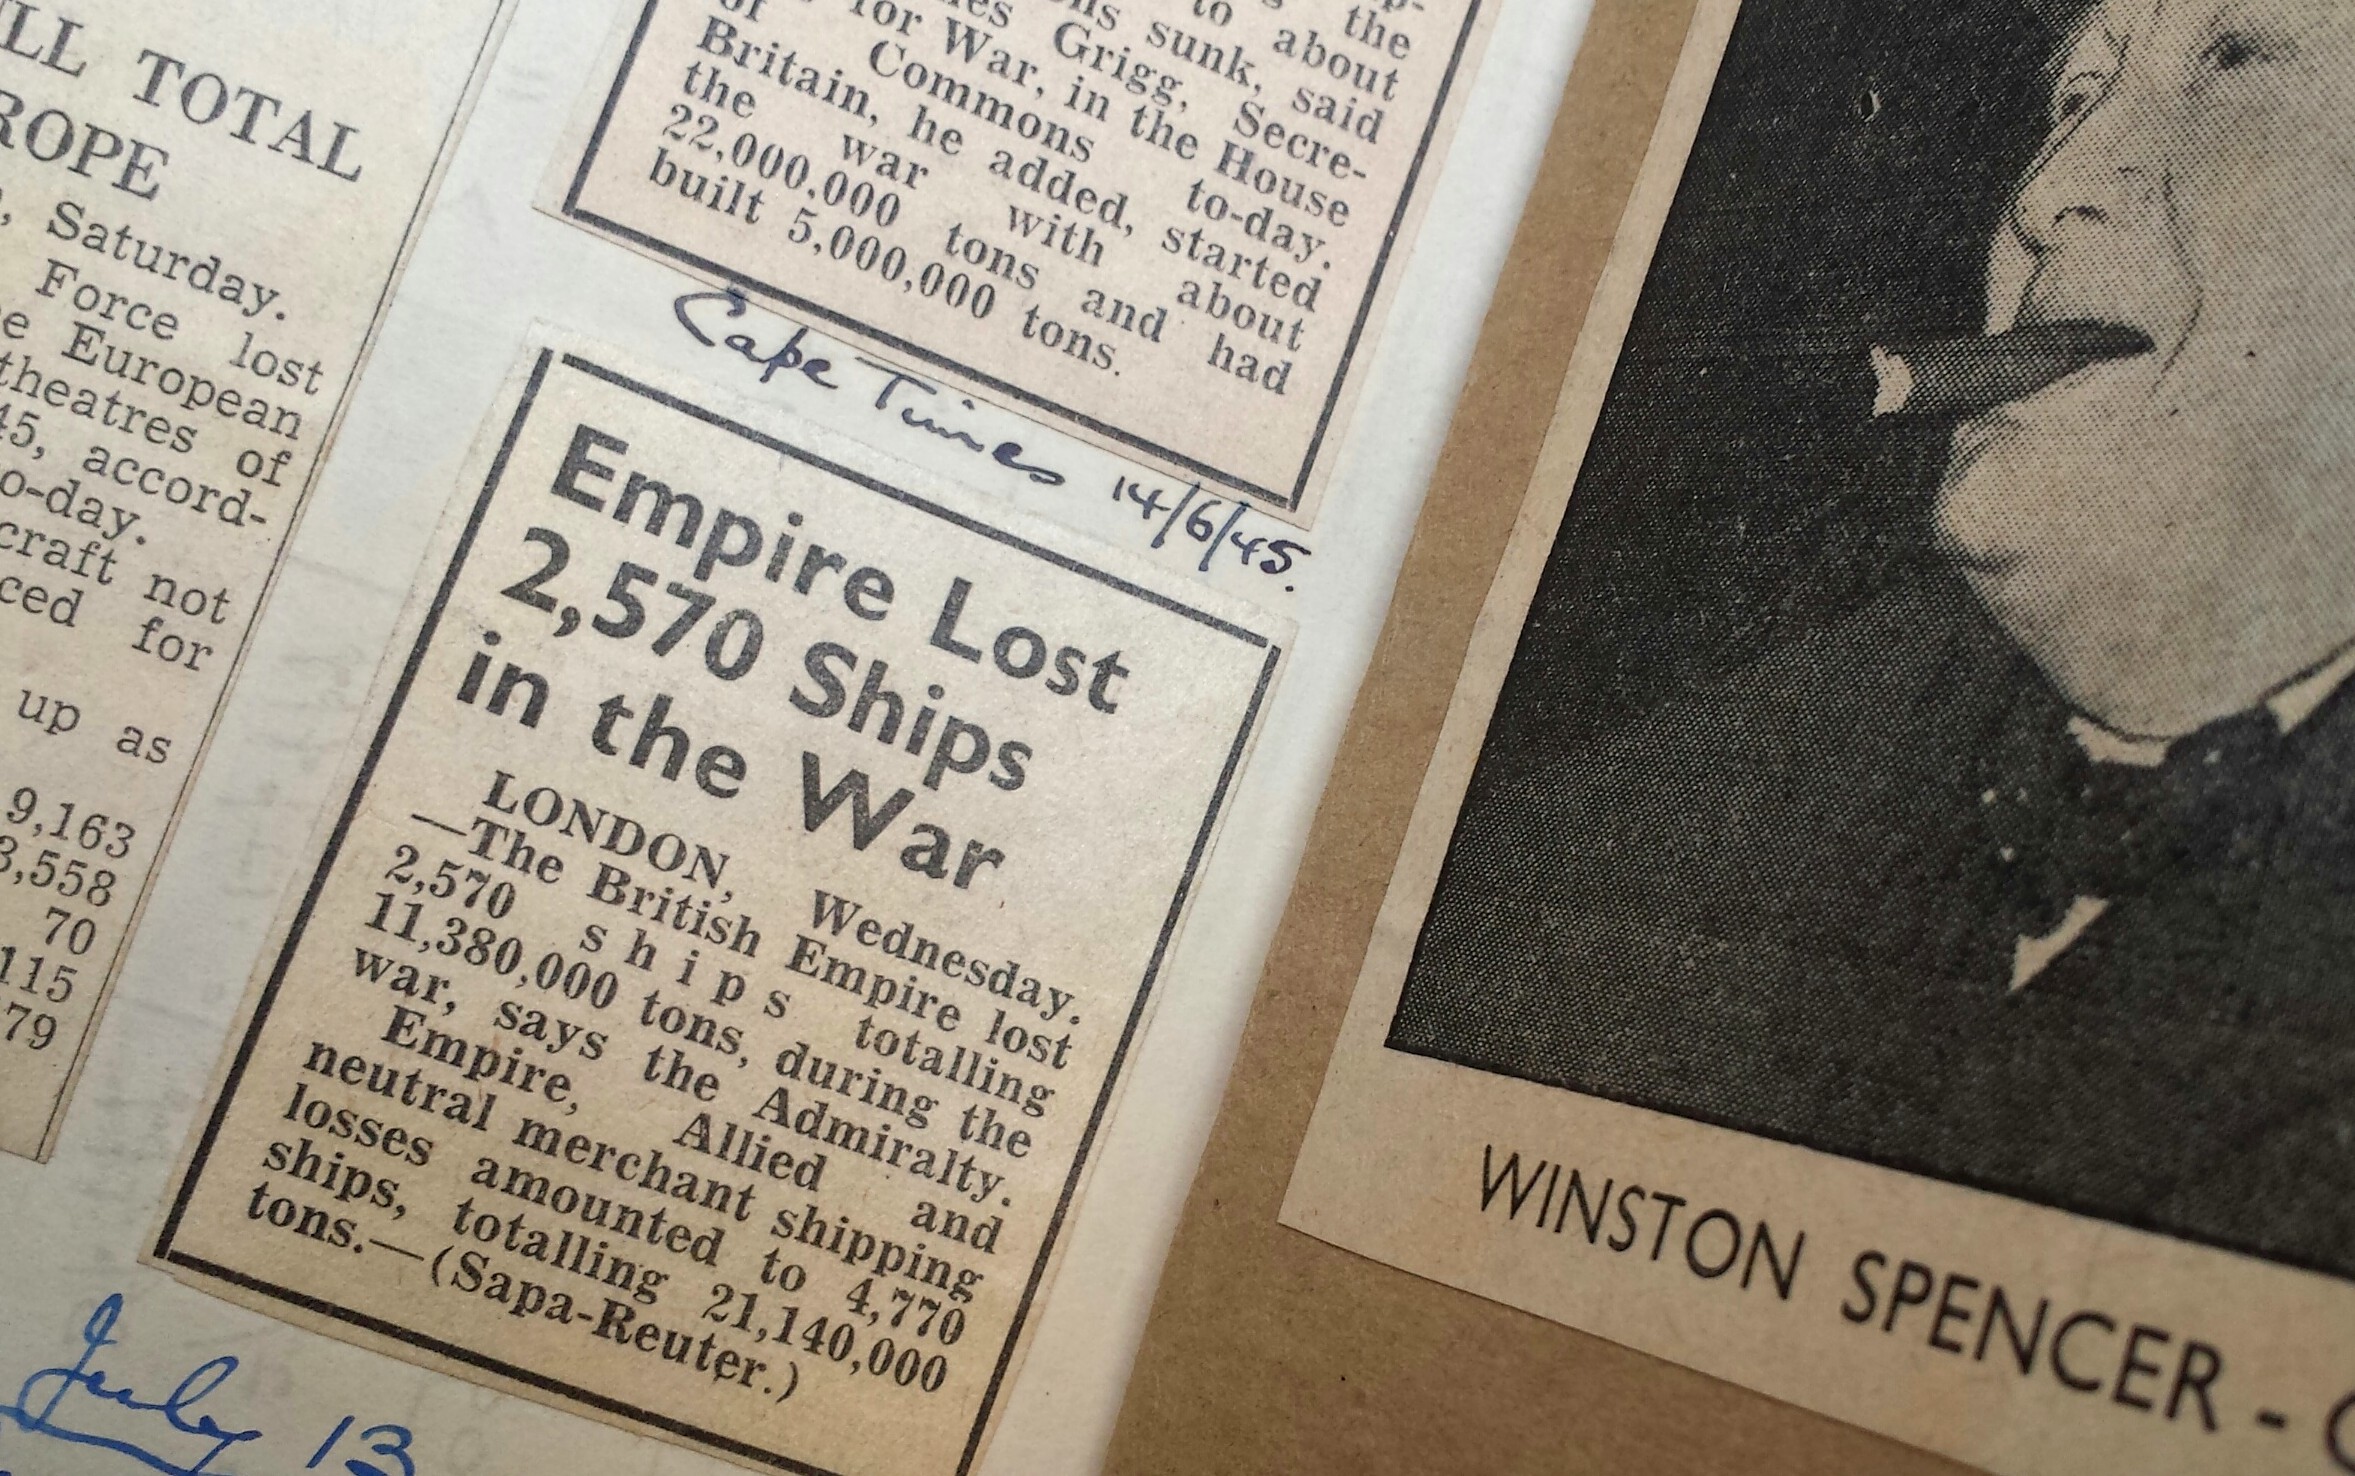 LL TOTAL
ROPE
, Saturday.
Force lost
e European
theatres of
45, accord-
o-day.
craft not
ced for
up as
9,163
3,558
70
115
79
the
to about
ns sunk, said
es Grigg, Secre-
for War, in the House
of Commons to-day.
Britain, he added, started
the war with about
22,000,000 tons and had
built 5,000,000 tons.
Cape Times 14/6/45.
Empire Lost
2,570 Ships
in the War
LONDON, Wednesday.
—The British Empire lost
2,570 ships totalling
11,380,000 tons, during the
war, says the Admiralty.
Empire, Allied and
neutral merchant shipping
losses amounted to 4,770
ships, totalling 21,140,000
tons.—(Sapa-Reuter.)
July 13
WINSTON SPENCER - C